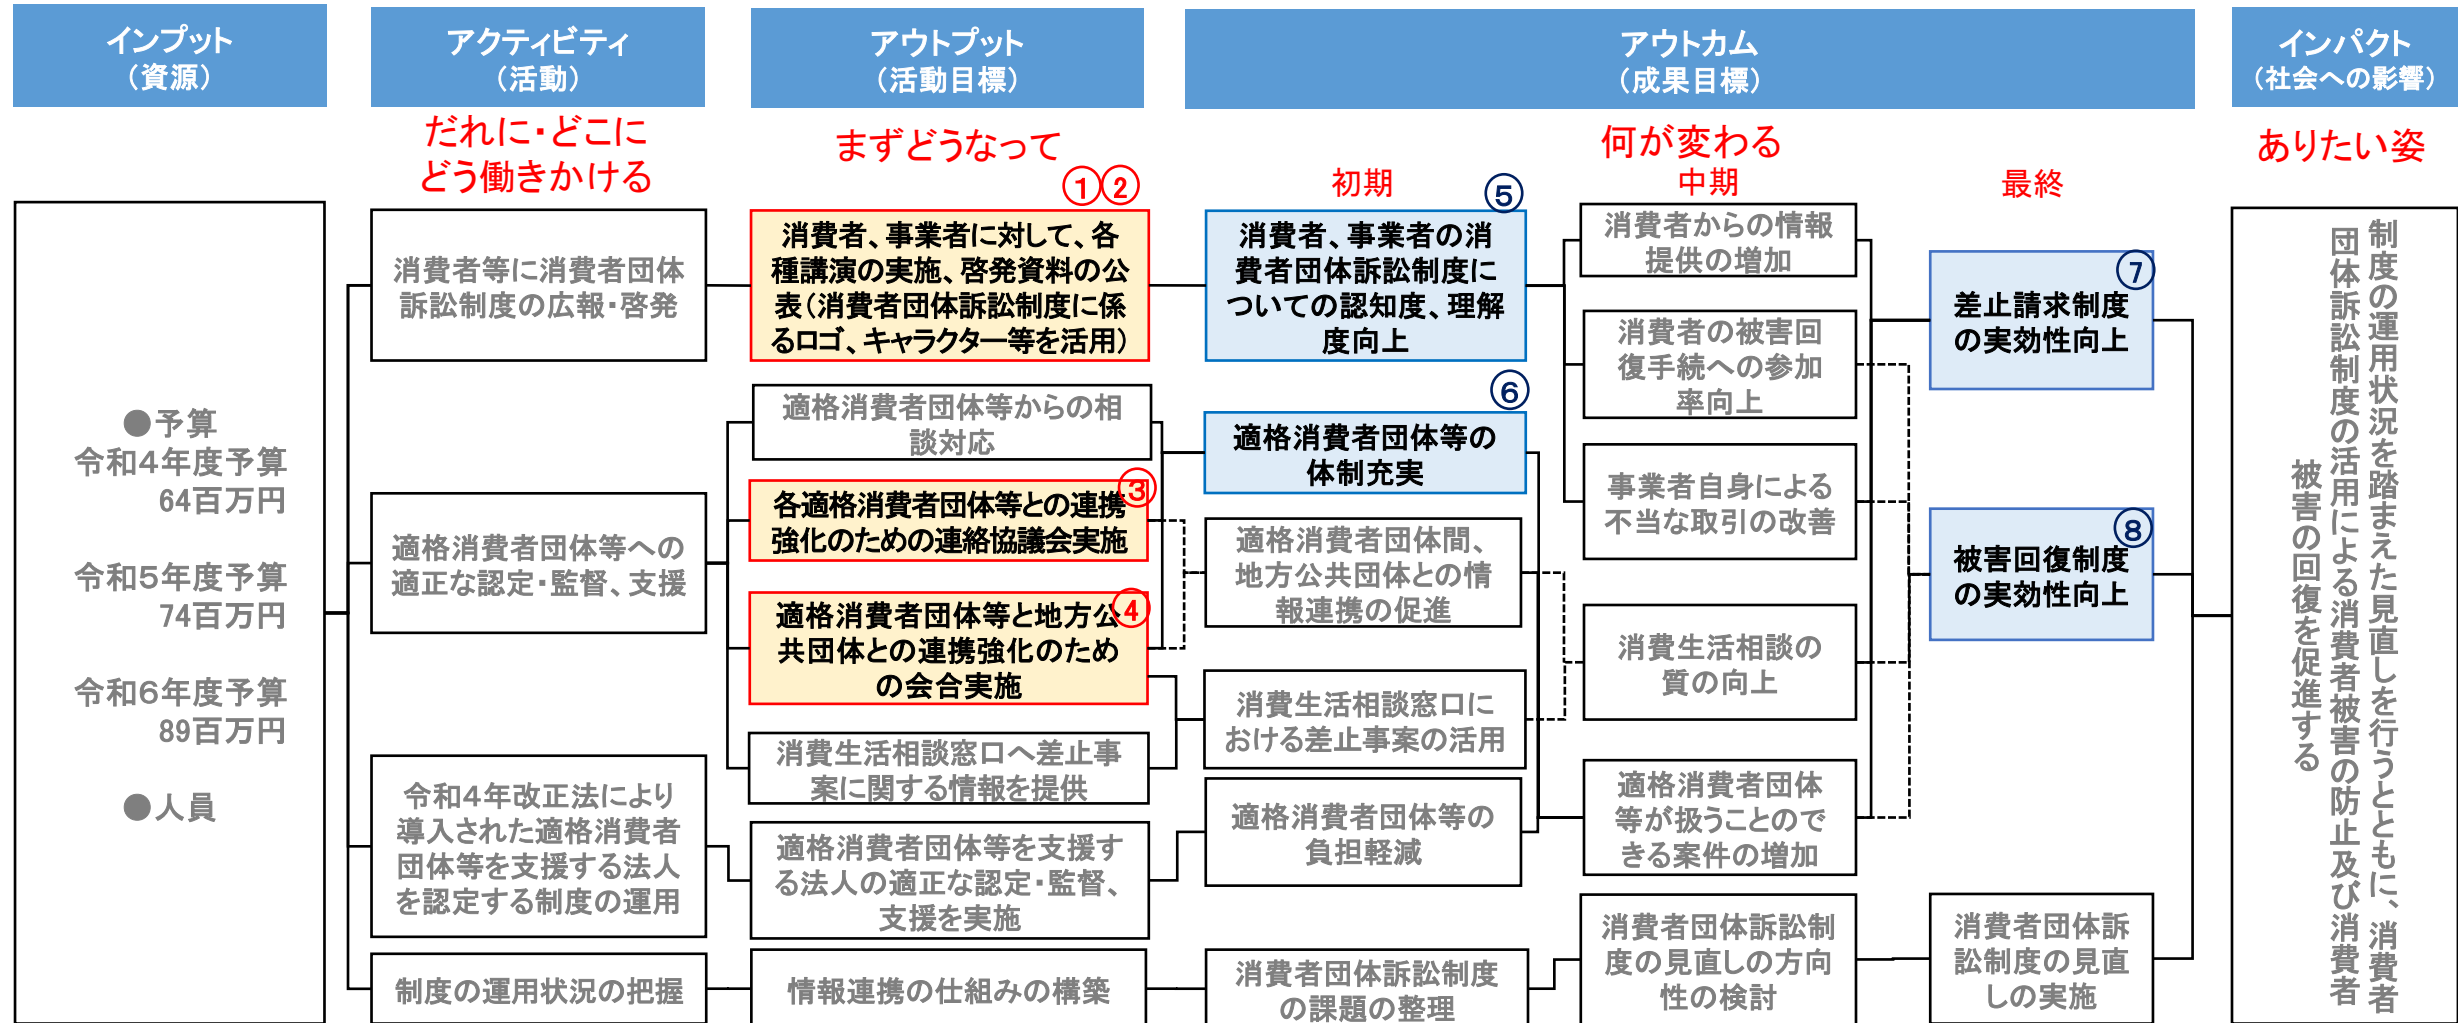 インプット
（資源）
アクティビティ
（活動）
アウトプット
（活動目標）
アウトカム
（成果目標）
インパクト
（社会への影響）
だれに・どこに
どう働きかける
まずどうなって
何が変わる
ありたい姿
初期
中期
最終
●予算
令和４年度予算
64百万円
令和５年度予算
74百万円
令和６年度予算
89百万円
●人員
消費者等に消費者団体
訴訟制度の広報・啓発
適格消費者団体等への
適正な認定・監督、支援
令和４年改正法により
導入された適格消費者
団体等を支援する法人
を認定する制度の運用
制度の運用状況の把握
①②
消費者、事業者に対して、各
種講演の実施、啓発資料の公
表（消費者団体訴訟制度に係
るロゴ、キャラクター等を活用）
適格消費者団体等からの相
談対応
③
各適格消費者団体等との連携
強化のための連絡協議会実施
④
適格消費者団体等と地方公
共団体との連携強化のため
の会合実施
消費生活相談窓口へ差止事
案に関する情報を提供
適格消費者団体等を支援す
る法人の適正な認定・監督、
支援を実施
情報連携の仕組みの構築
⑤
消費者、事業者の消
費者団体訴訟制度に
ついての認知度、理解
度向上
⑥
適格消費者団体等の
体制充実
適格消費者団体間、
地方公共団体との情
報連携の促進
消費生活相談窓口に
おける差止事案の活用
適格消費者団体等の
負担軽減
消費者団体訴訟制度
の課題の整理
消費者からの情報
提供の増加
消費者の被害回
復手続への参加
率向上
事業者自身による
不当な取引の改善
消費生活相談の
質の向上
適格消費者団体
等が扱うことので
きる案件の増加
消費者団体訴訟制
度の見直しの方向
性の検討
⑦
差止請求制度
の実効性向上
⑧
被害回復制度
の実効性向上
消費者団体訴
訟制度の見直
しの実施
制度の運用状況を踏まえた見直しを行うとともに、消費者
団体訴訟制度の活用による消費者被害の防止及び消費者
被害の回復を促進する